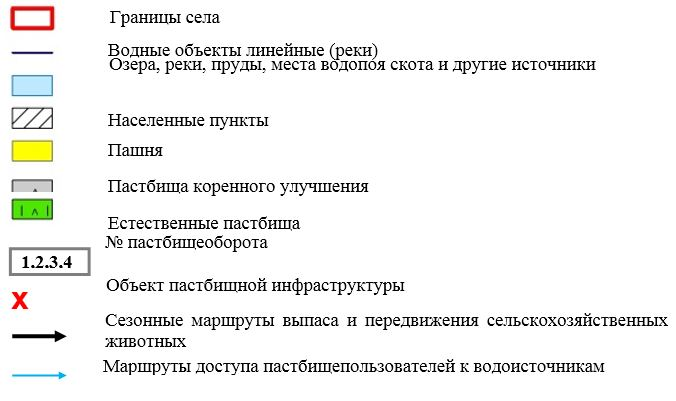 Границы села
Водные объекты линейные (реки)
Озера, реки, пруды, места водопоя скота и другие источники
Населенные пункты
Пашня
Пастбища коренного улучшения
Естественные пастбища
№ пастбищеоборота
1.2.3.4
Объект пастбищной инфраструктуры
X
Сезонные маршруты выпаса и передвижения сельскохозяйственных
животных
Маршруты доступа пастбищепользователей к водоисточникам